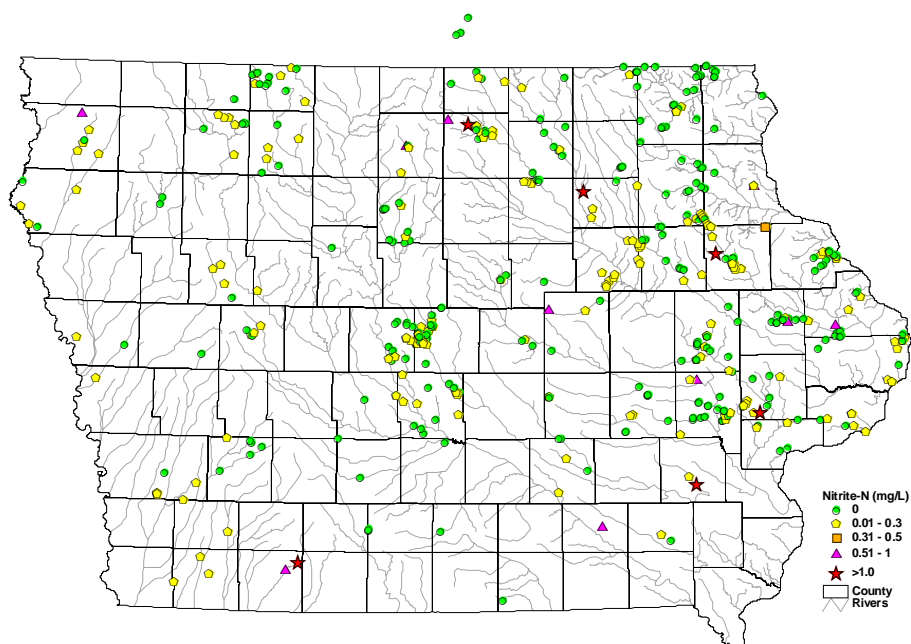 Nitrite-N (mg/L)
0
0.01 - 0.3
0.31 - 0.5
0.51 - 1
>1.0
County
Rivers